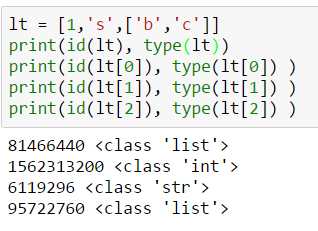 lt = [1,'s',['b','c']]
print(id(lt), type(lt))
print(id(lt[0]), type(lt[0]) )
print(id(lt[1]), type(lt[1]) )
print(id(lt[2]), type(lt[2]) )
81466440 <class 'list'>
1562313200 <class 'int'>
6119296 <class 'str'>
95722760 <class 'list'>